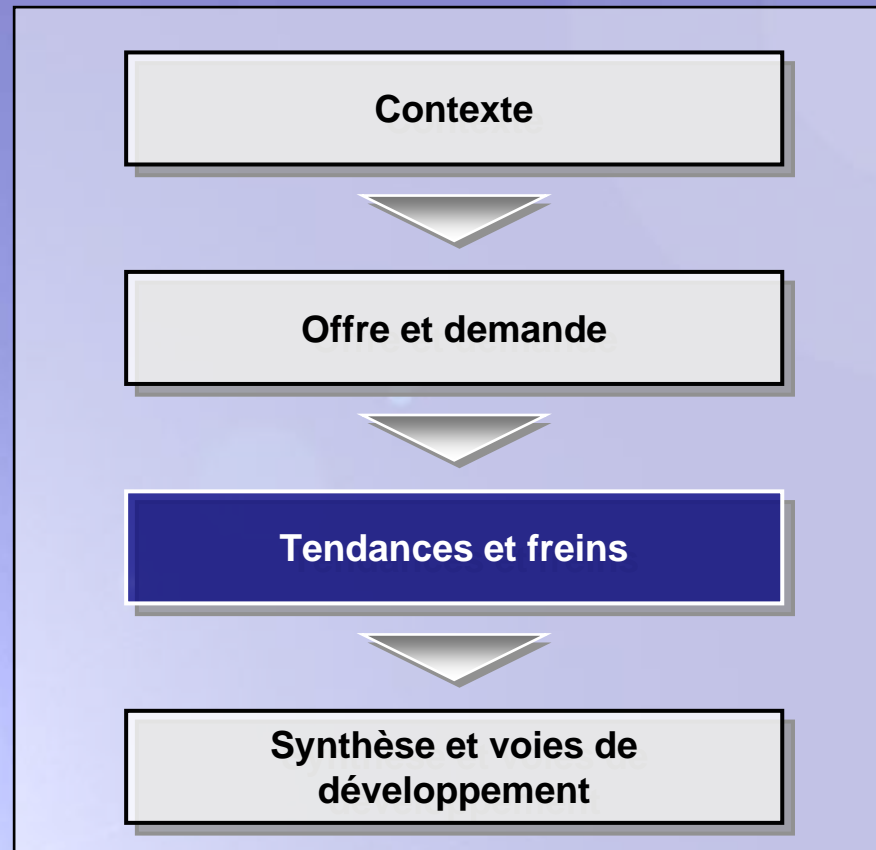 Contexte
Offre et demande
Tendances et freins
Synthèse et voies de
développement